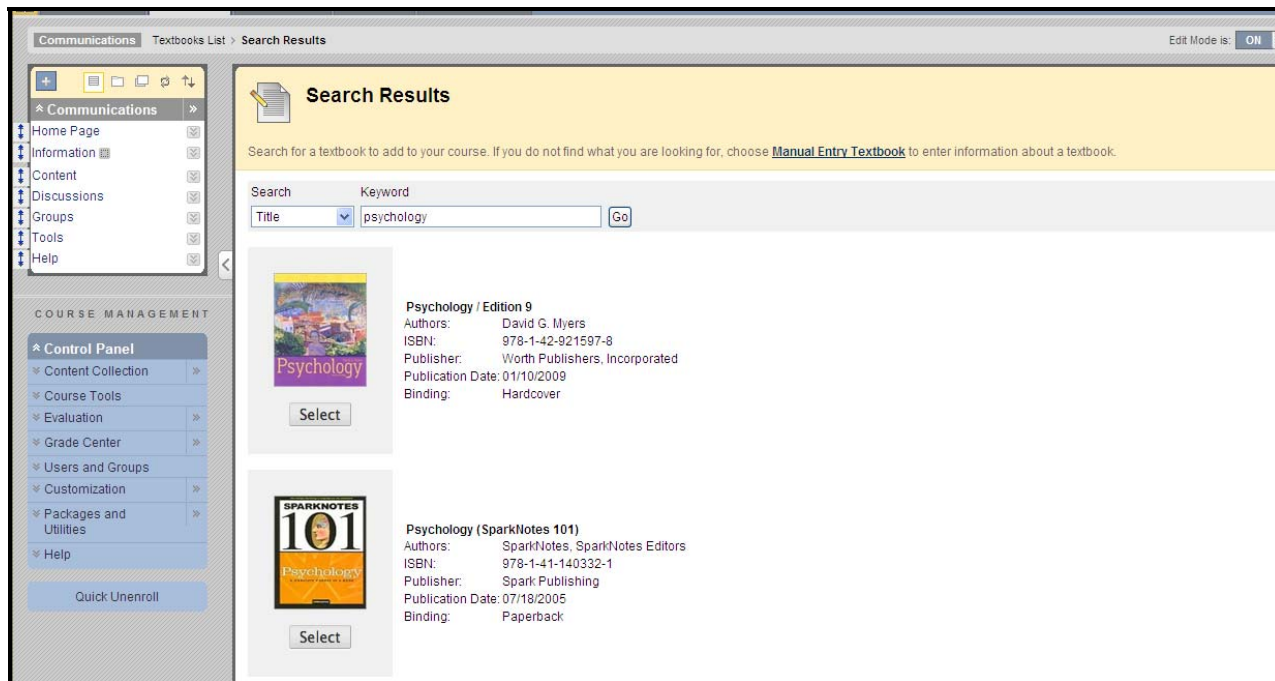 Communications Textbooks List > Search Results
Edit Mode is: ON
Communications
Home Page
Information
Content
Discussions
Groups
Tools
Help
COURSE MANAGEMENT
Control Panel
Content Collection
Course Tools
Evaluation
Grade Center
Users and Groups
Customization
Packages and
Utilities
Help
Quick Unenroll
Search Results
Search for a textbook to add to your course. If you do not find what you are looking for, choose Manual Entry Textbook to enter information about a textbook.
Search Keyword
Title psychology Go
Psychology
Select
Psychology / Edition 9
Authors: David G. Myers
ISBN: 978-1-42-921597-8
Publisher: Worth Publishers, Incorporated
Publication Date: 01/10/2009
Binding: Hardcover
SPARKNOTES
101
Psychology
Select
Psychology (SparkNotes 101)
Authors: SparkNotes, SparkNotes Editors
ISBN: 978-1-41-140332-1
Publisher: Spark Publishing
Publication Date: 07/18/2005
Binding: Paperback